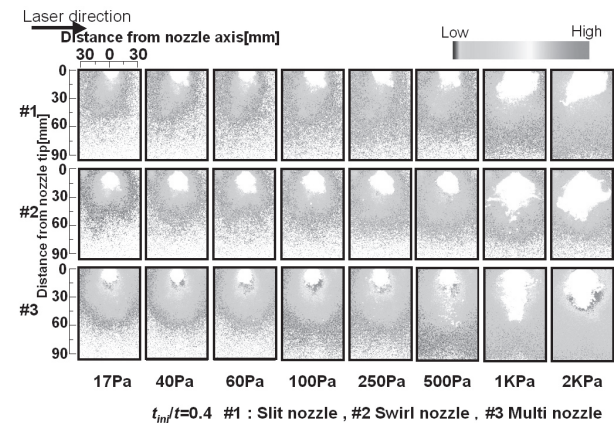 Laser direction
Distance from nozzle axis[mm]
30 0 30
Low High
Distance from nozzle tip[mm]
#1
0
30
60
90
#2
0
30
60
90
#3
0
30
60
90
17Pa 40Pa 60Pa 100Pa 250Pa 500Pa 1KPa 2KPa
tinj/t=0.4 #1 : Slit nozzle , #2 Swirl nozzle , #3 Multi nozzle